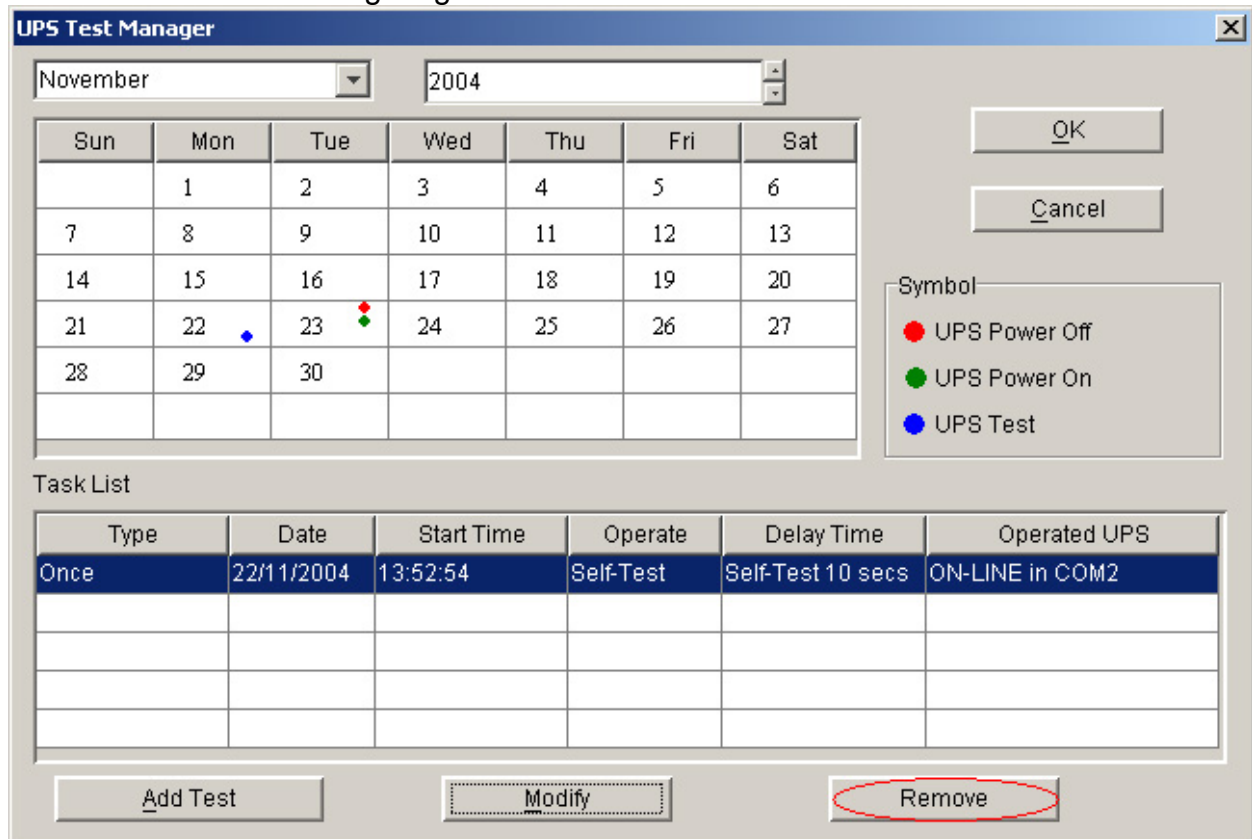 UPS Test Manager
November 2004
Sun Mon Tue Wed Thu Fri Sat
1 2 3 4 5 6
7 8 9 10 11 12 13
14 15 16 17 18 19 20
21 22 23 24 25 26 27
28 29 30
OK
Cancel
Symbol
UPS Power Off
UPS Power On
UPS Test
Task List
Type Date Start Time Operate Delay Time Operated UPS
Once 22/11/2004 13:52:54 Self-Test Self-Test 10 secs ON-LINE in COM2
Add Test Modify Remove